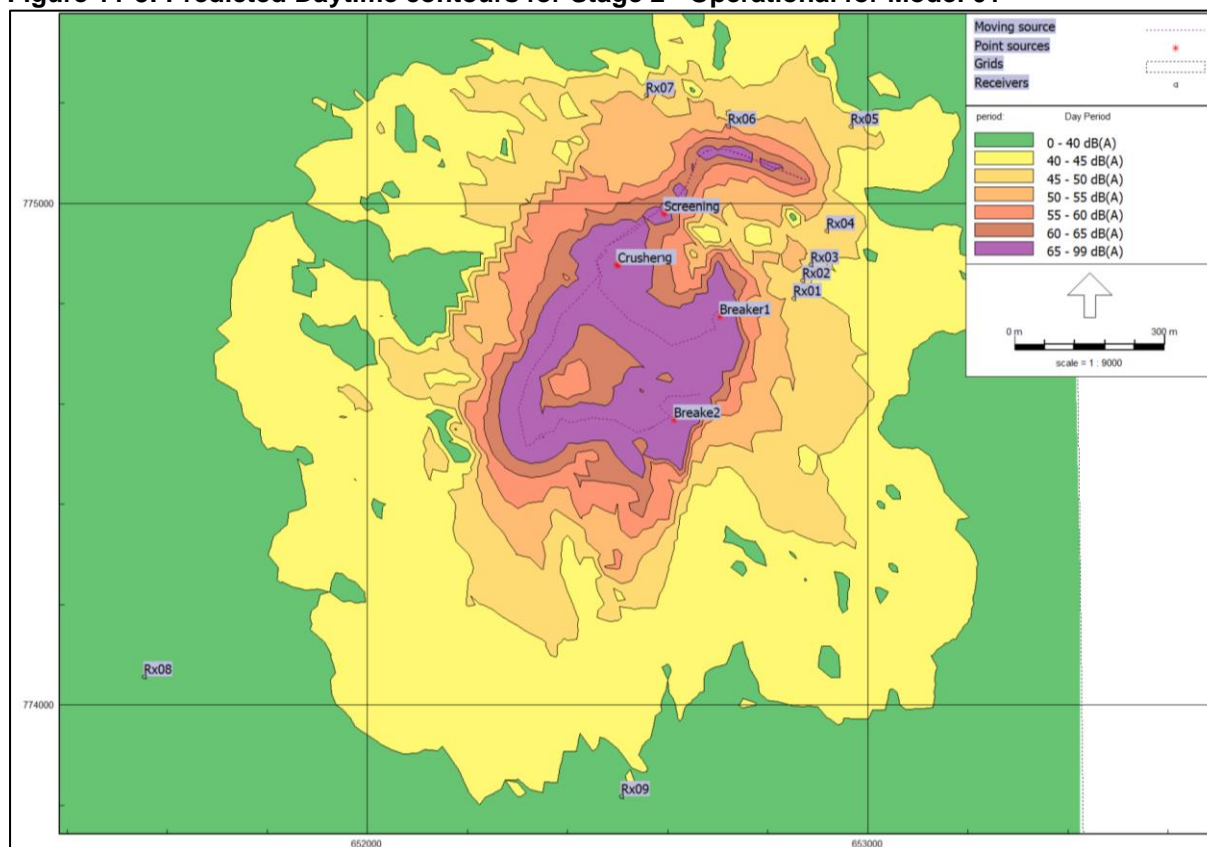 Figure Predicted Daytime contours for Stage 2 – Operational for Model
Moving source
Point sources
Grids
Receivers
period: Day Period
0 - 40 dB(A)
40 - 45 dB(A)
45 - 50 dB(A)
50 - 55 dB(A)
55 - 60 dB(A)
60 - 65 dB(A)
65 - 99 dB(A)
0 m 300 m
scale = 1 : 9000
Rx07
Rx06
Rx05
775000
Screening
Rx04
Crusheng
Rx03
Rx02
Rx01
Breaker1
Breake2
Rx08
774000
Rx09
652000
653000